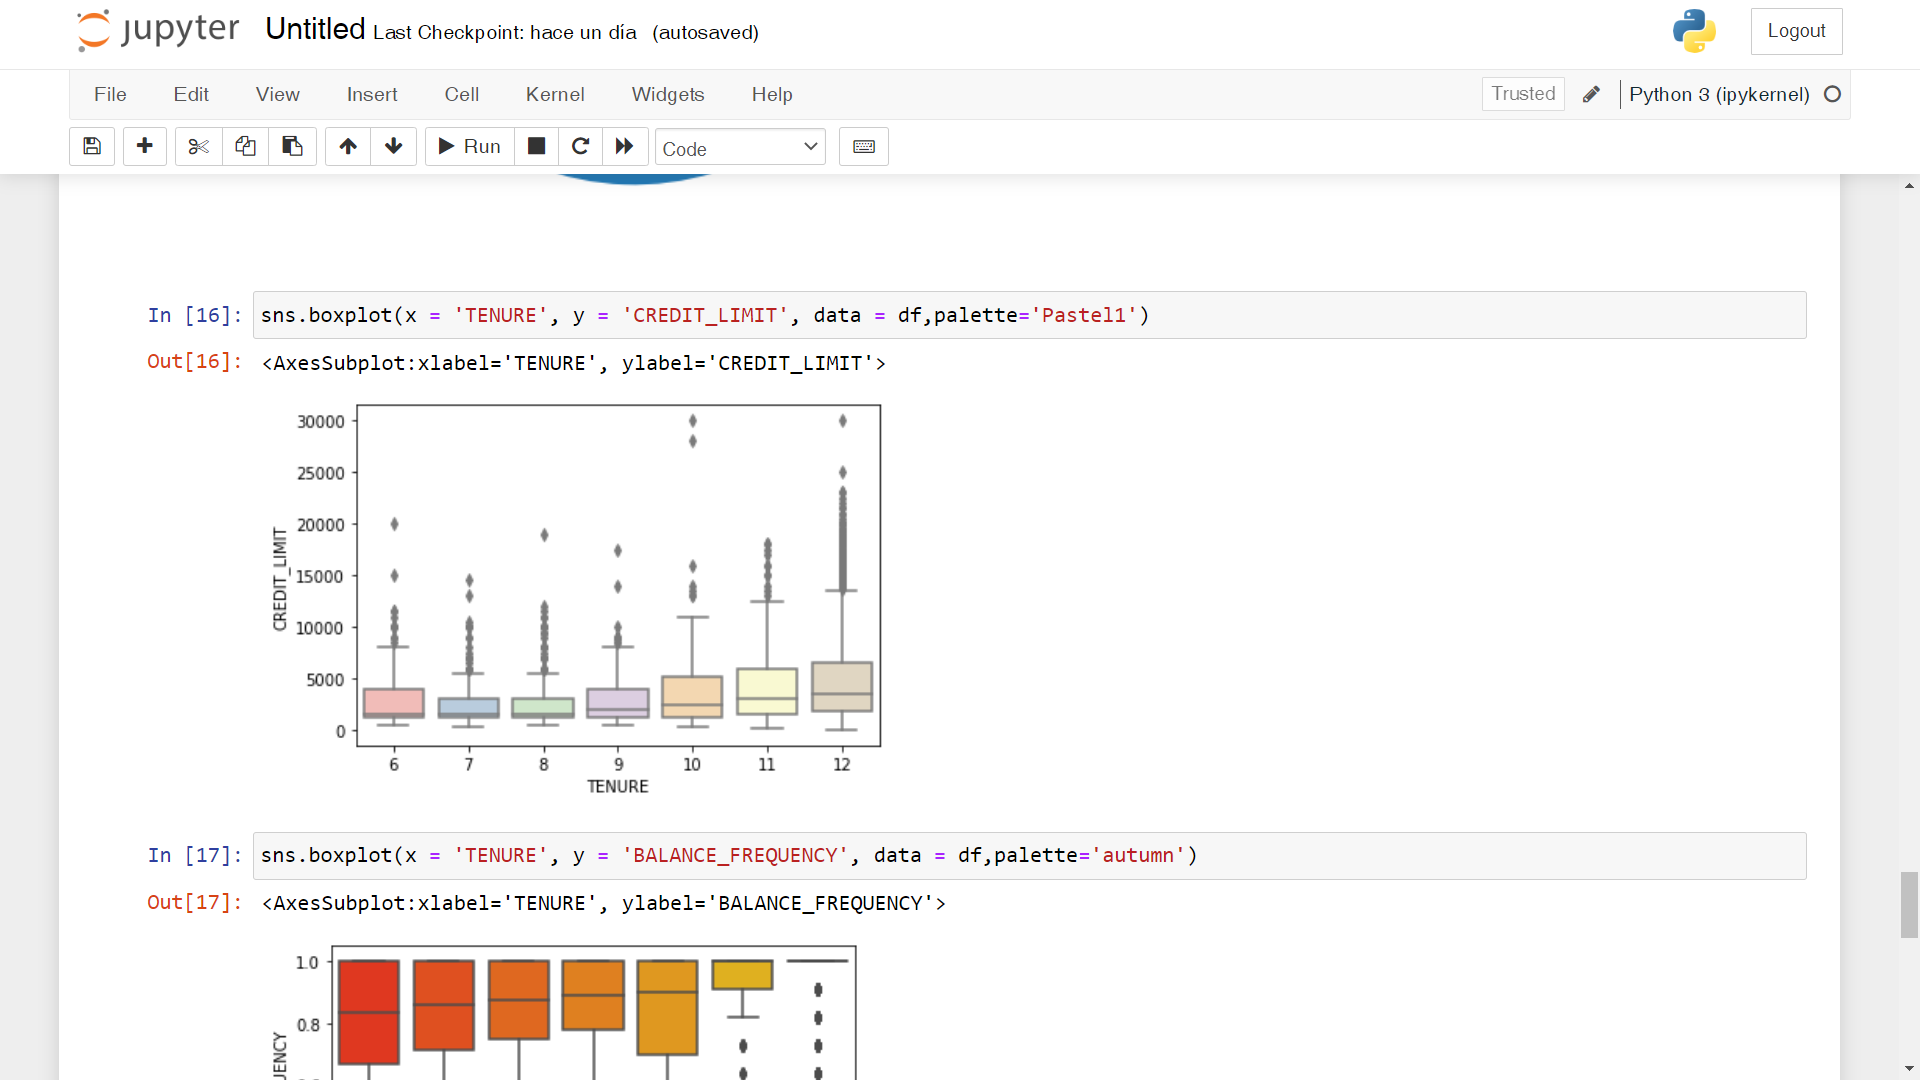 jupyter Untitled Last Checkpoint: hace un día (autosaved) Logout
File Edit View Insert Cell Kernel Widgets Help Trusted Python 3 (ipykernel)
Run Code
In [16]: sns.boxplot(x = 'TENURE', y = 'CREDIT_LIMIT', data = df,palette='Pastel1')
Out[16]: <AxesSubplot:xlabel='TENURE', ylabel='CREDIT_LIMIT'>
30000
25000
20000
15000
10000
5000
0
CREDIT_LIMIT
6 7 8 9 10 11 12
TENURE
In [17]: sns.boxplot(x = 'TENURE', y = 'BALANCE_FREQUENCY', data = df,palette='autumn')
Out[17]: <AxesSubplot:xlabel='TENURE', ylabel='BALANCE_FREQUENCY'>
1.0
0.8
UENCY